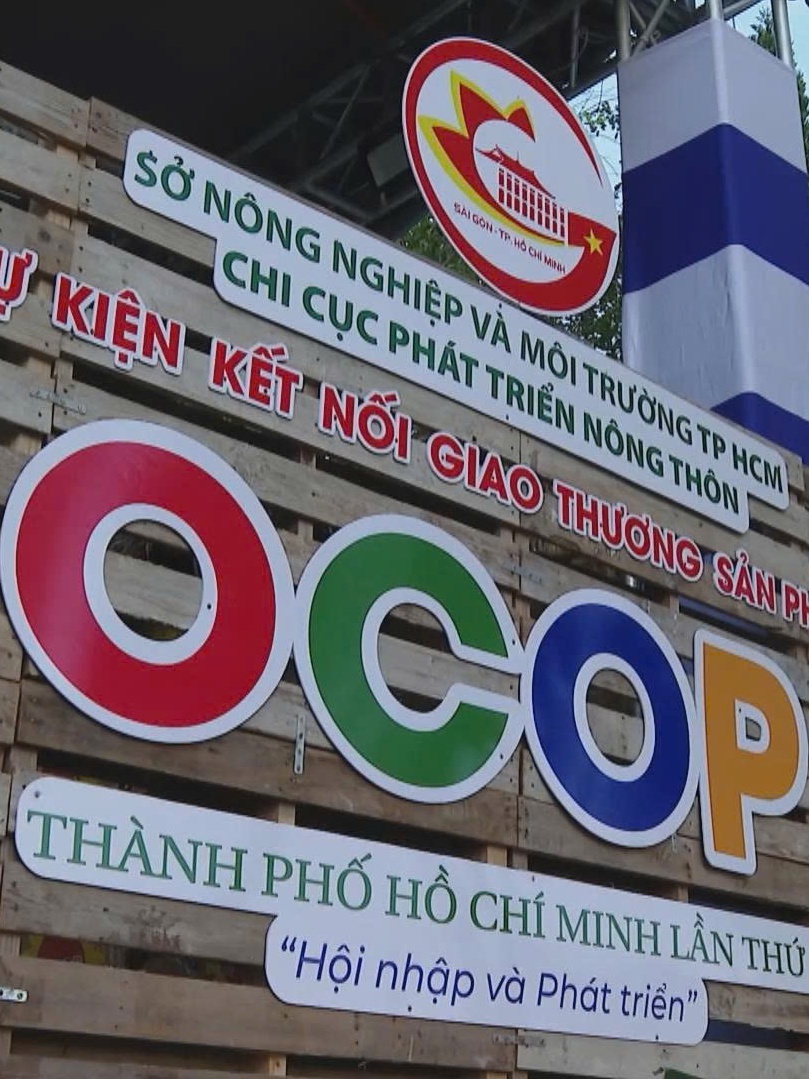 SÀI GÒN - TP. HỒ CHÍ MINH
SỞ NÔNG NGHIỆP VÀ MÔI TRƯỜNG TP HCM
CHI CỤC PHÁT TRIỂN NÔNG THÔN
KIỆN KẾT NỐI GIAO THƯƠNG SẢN
OCOP
THÀNH PHỐ HỒ CHÍ MINH LẦN THỨ
“Hội nhập và Phát triển”